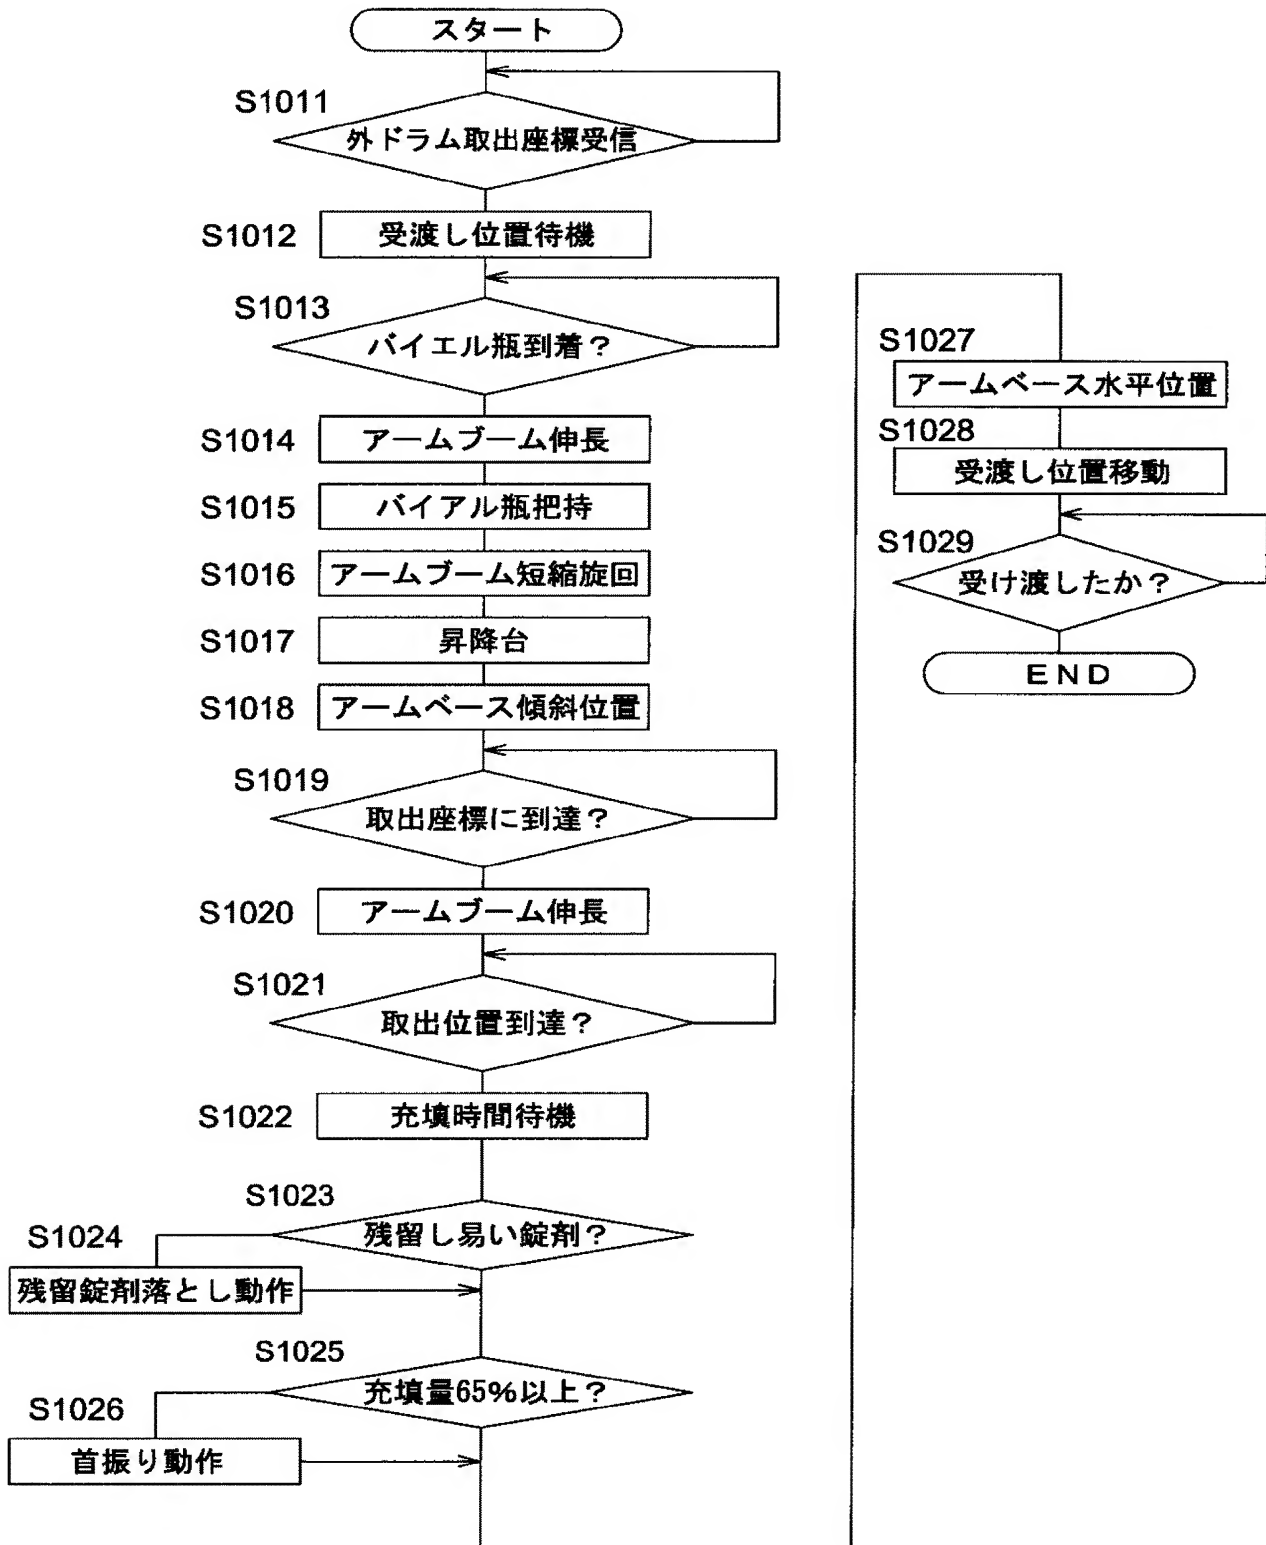 スタート
S1011
外ドラム取出座標受信
S1012
受渡し位置待機
S1013
バイエル瓶到着？
S1014
アームブーム伸長
S1015
バイアル瓶把持
S1016
アームブーム短縮旋回
S1017
昇降台
S1018
アームベース傾斜位置
S1019
取出座標に到達？
S1020
アームブーム伸長
S1021
取出位置到達？
S1022
充填時間待機
S1023
残留し易い錠剤？
S1024
残留錠剤落とし動作
S1025
充填量65%以上？
S1026
首振り動作
S1027
アームベース水平位置
S1028
受渡し位置移動
S1029
受け渡したか？
END